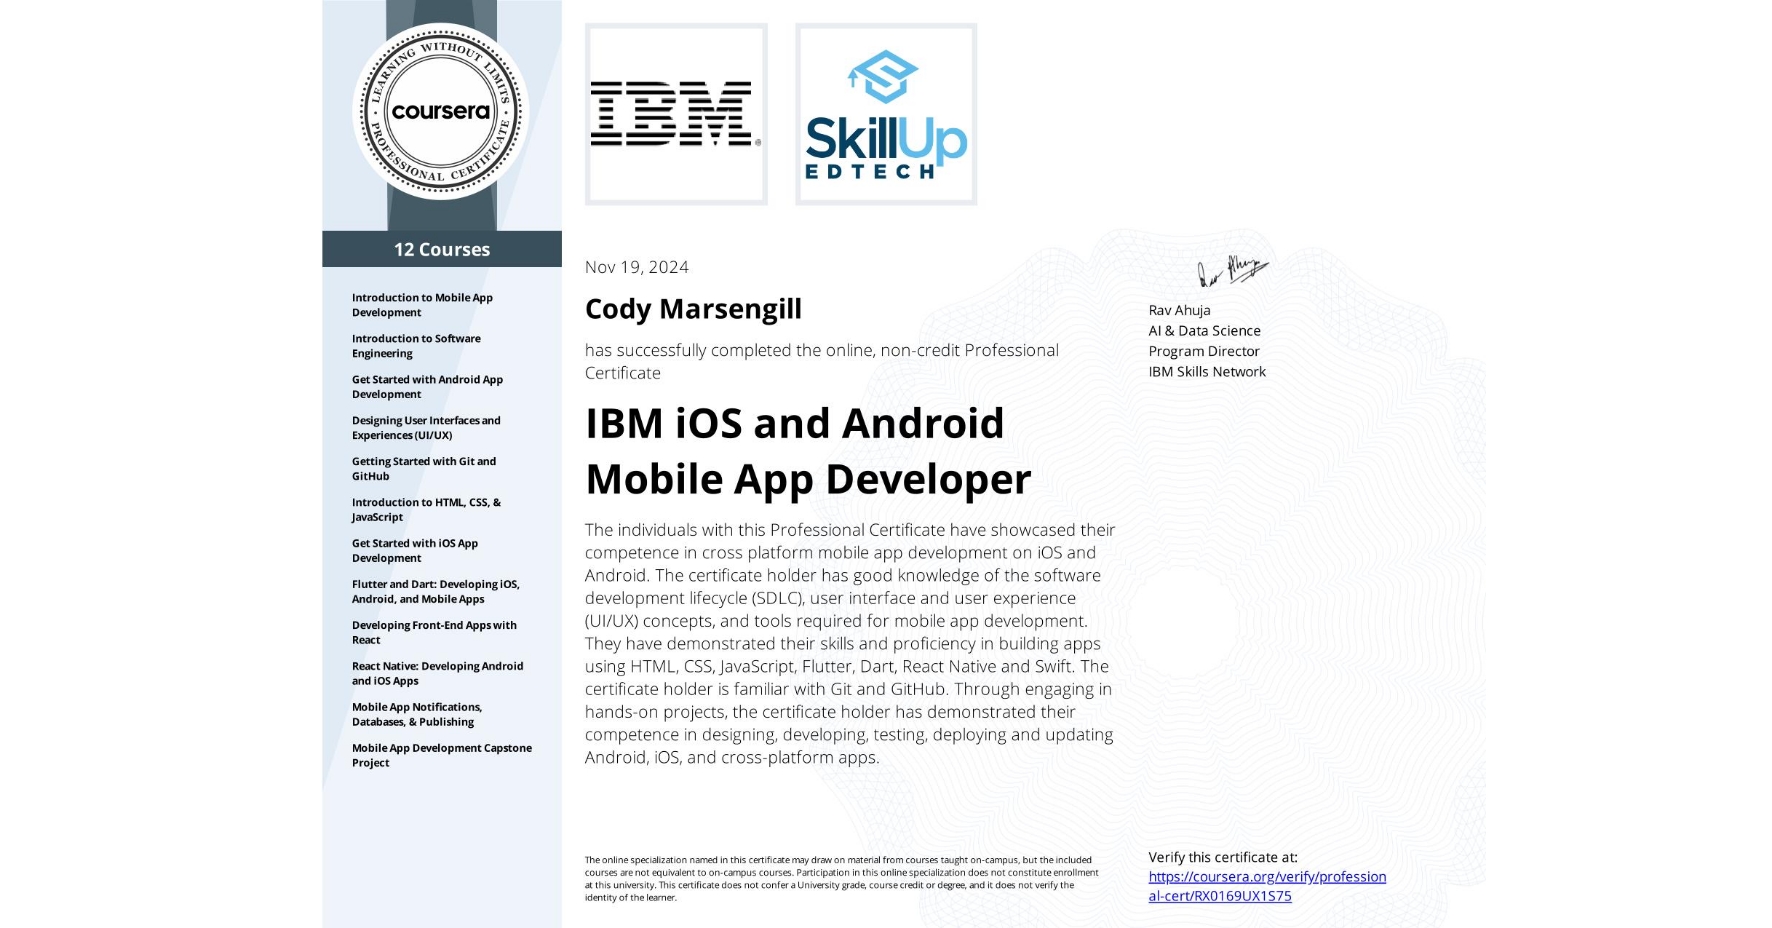 LEARNING WITHOUT LIMITS
coursera
PROFESSIONAL CERTIFICATE
12 Courses
Introduction to Mobile App
Development
Introduction to Software
Engineering
Get Started with Android App
Development
Designing User Interfaces and
Experiences (UI/UX)
Getting Started with Git and
GitHub
Introduction to HTML, CSS, &
JavaScript
Get Started with iOS App
Development
Flutter and Dart: Developing iOS,
Android, and Mobile Apps
Developing Front-End Apps with
React
React Native: Developing Android
and iOS Apps
Mobile App Notifications,
Databases, & Publishing
Mobile App Development Capstone
Project
IBM®
SkillUp
EDTECH
Nov 19, 2024
Cody Marsengill
has successfully completed the online, non-credit Professional
Certificate
IBM iOS and Android
Mobile App Developer
The individuals with this Professional Certificate have showcased their
competence in cross platform mobile app development on iOS and
Android. The certificate holder has good knowledge of the software
development lifecycle (SDLC), user interface and user experience
(UI/UX) concepts, and tools required for mobile app development.
They have demonstrated their skills and proficiency in building apps
using HTML, CSS, JavaScript, Flutter, Dart, React Native and Swift. The
certificate holder is familiar with Git and GitHub. Through engaging in
hands-on projects, the certificate holder has demonstrated their
competence in designing, developing, testing, deploying and updating
Android, iOS, and cross-platform apps.
The online specialization named in this certificate may draw on material from courses taught on-campus, but the included
courses are not equivalent to on-campus courses. Participation in this online specialization does not constitute enrollment
at this university. This certificate does not confer a University grade, course credit or degree, and it does not verify the
identity of the learner.
Rav Ahuja
Rav Ahuja
AI & Data Science
Program Director
IBM Skills Network
Verify this certificate at:
https://coursera.org/verify/profession
al-cert/RX0169UX1S75